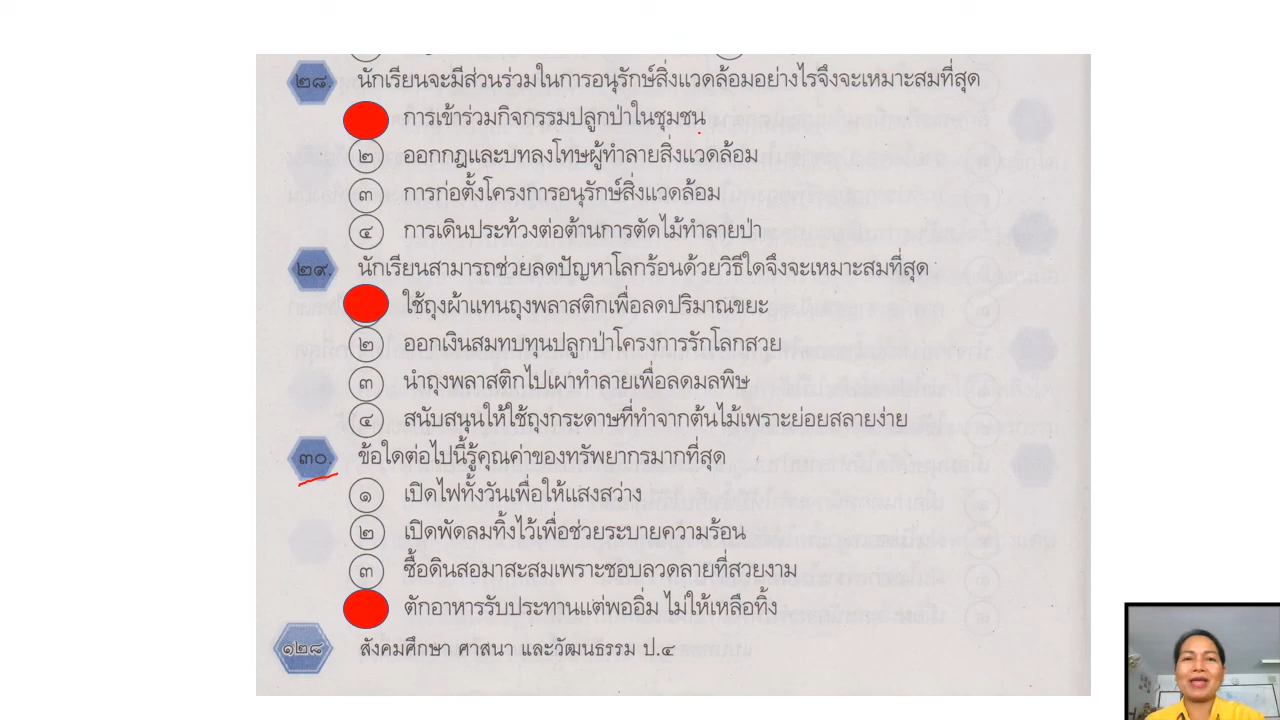 ๒๘. นักเรียนจะมีส่วนร่วมในการอนุรักษ์สิ่งแวดล้อมอย่างไรจึงจะเหมาะสมที่สุด
การเข้าร่วมกิจกรรมปลูกป่าในชุมชน
๒ ออกกฎและบทลงโทษผู้ทำลายสิ่งแวดล้อม
๓ การก่อตั้งโครงการอนุรักษ์สิ่งแวดล้อม
๔ การเดินประท้วงต่อต้านการตัดไม้ทำลายป่า
๒๙. นักเรียนสามารถช่วยลดปัญหาโลกร้อนด้วยวิธีใดจึงจะเหมาะสมที่สุด
ใช้ถุงผ้าแทนถุงพลาสติกเพื่อลดปริมาณขยะ
๒ ออกเงินสมทบทุนปลูกป่าโครงการรักโลกสวย
๓ นำถุงพลาสติกไปเผาทำลายเพื่อลดมลพิษ
๔ สนับสนุนให้ใช้ถุงกระดาษที่ทำจากต้นไม้เพราะย่อยสลายง่าย
๓๐. ข้อใดต่อไปนี้รู้คุณค่าของทรัพยากรมากที่สุด
๑ เปิดไฟทั้งวันเพื่อให้แสงสว่าง
๒ เปิดพัดลมทิ้งไว้เพื่อช่วยระบายความร้อน
๓ ซื้อดินสอมาสะสมเพราะชอบลวดลายที่สวยงาม
ตักอาหารรับประทานแต่พออิ่ม ไม่ให้เหลือทิ้ง
๑๒๘ สังคมศึกษา ศาสนา และวัฒนธรรม ป.๔